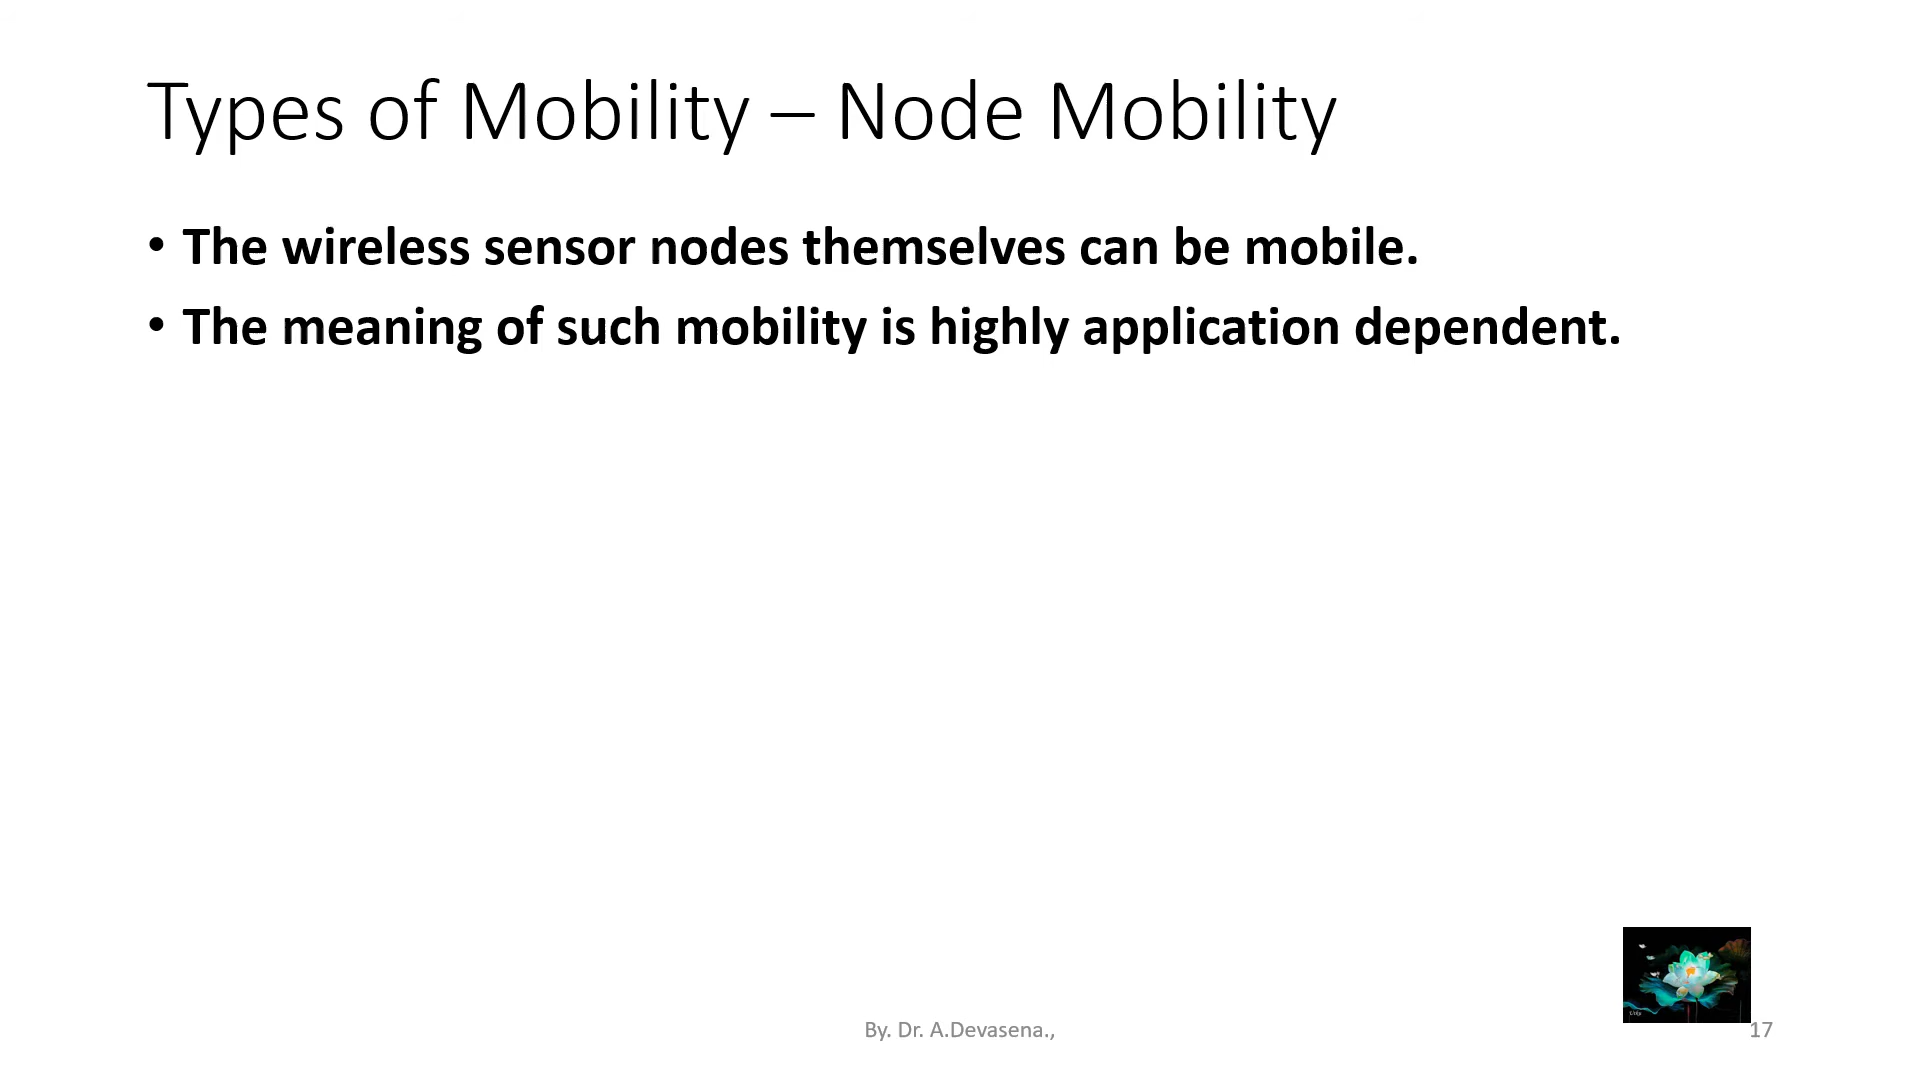 Types of Mobility – Node Mobility
• The wireless sensor nodes themselves can be mobile.
• The meaning of such mobility is highly application dependent.
By. Dr. A.Devasena.,
17